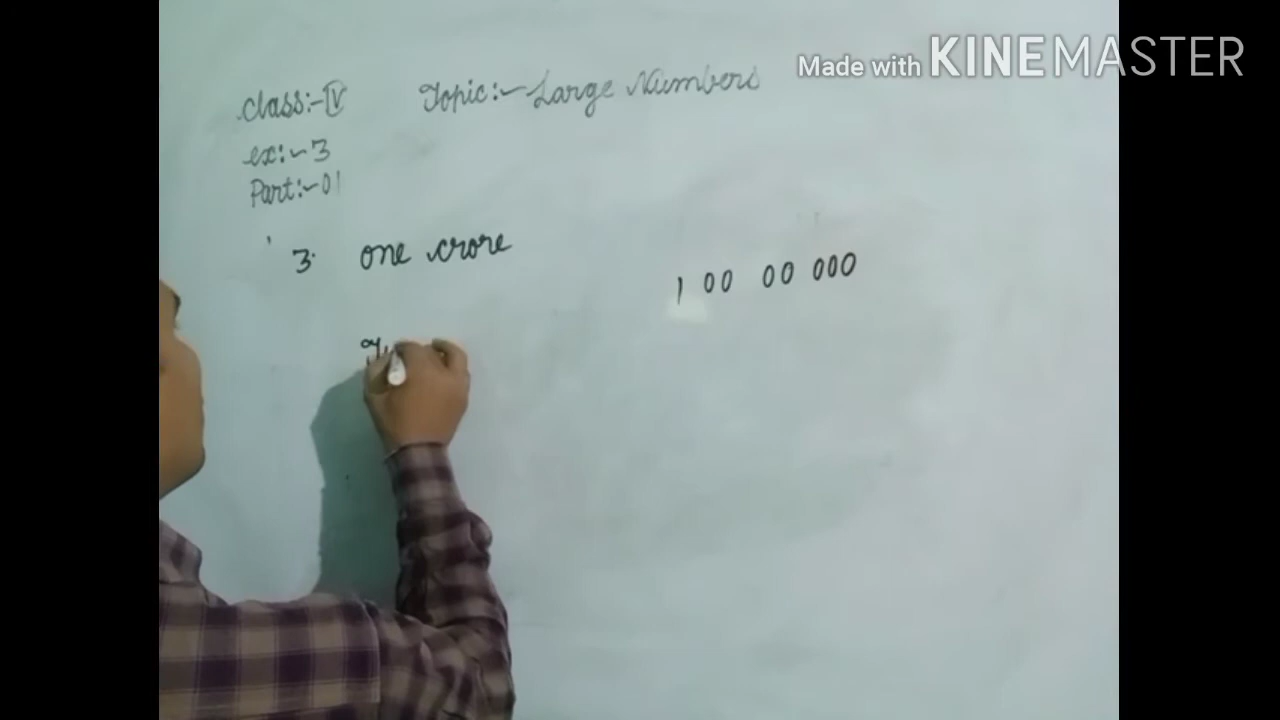 Made with KINEMASTER
Class:-IV Topic:- Large Numbers
ex:-3
Part:-01
3. one crore 1 00 00 000